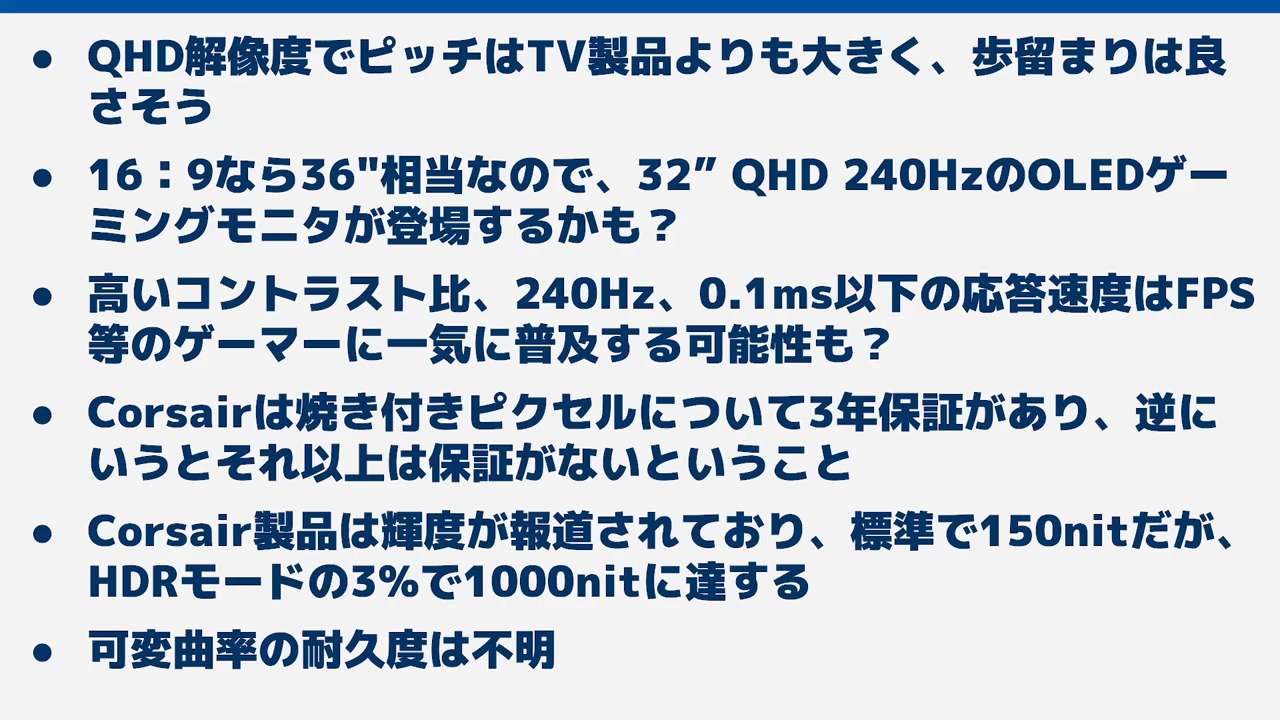 ● QHD解像度でピッチはTV製品よりも大きく、歩留まりは良
さそう
● 16：9なら36"相当なので、32” QHD 240HzのOLEDゲー
ミングモニタが登場するかも？
● 高いコントラスト比、240Hz、0.1ms以下の応答速度はFPS
等のゲーマーに一気に普及する可能性も？
● Corsairは焼き付きピクセルについて3年保証があり、逆に
いうとそれ以上は保証がないということ
● Corsair製品は輝度が報道されており、標準で150nitだが、
HDRモードの3%で1000nitに達する
● 可変曲率の耐久度は不明